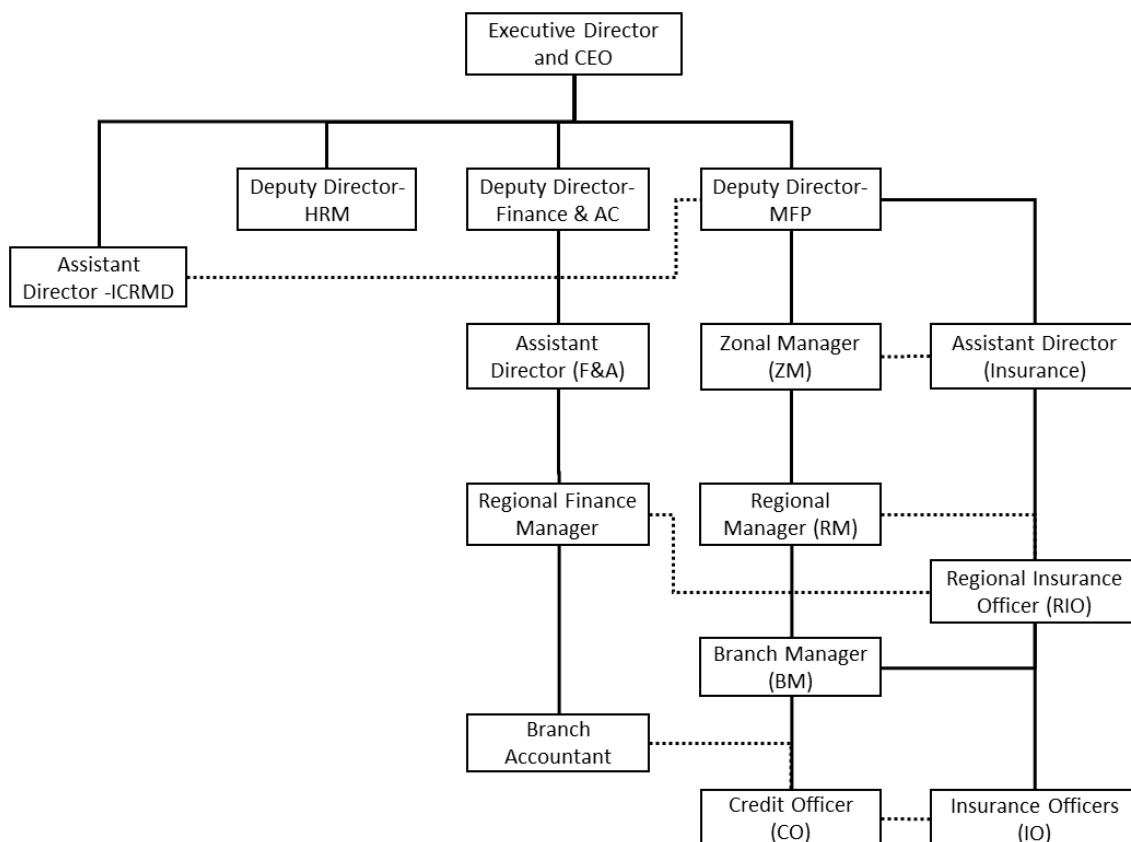 Executive Director
and CEO
Deputy Director-
HRM
Deputy Director-
Finance & AC
Deputy Director-
MFP
Assistant
Director -ICRMD
Assistant
Director (F&A)
Zonal Manager
(ZM)
Assistant Director
(Insurance)
Regional Finance
Manager
Regional
Manager (RM)
Regional Insurance
Officer (RIO)
Branch Manager
(BM)
Branch
Accountant
Credit Officer
(CO)
Insurance Officers
(IO)